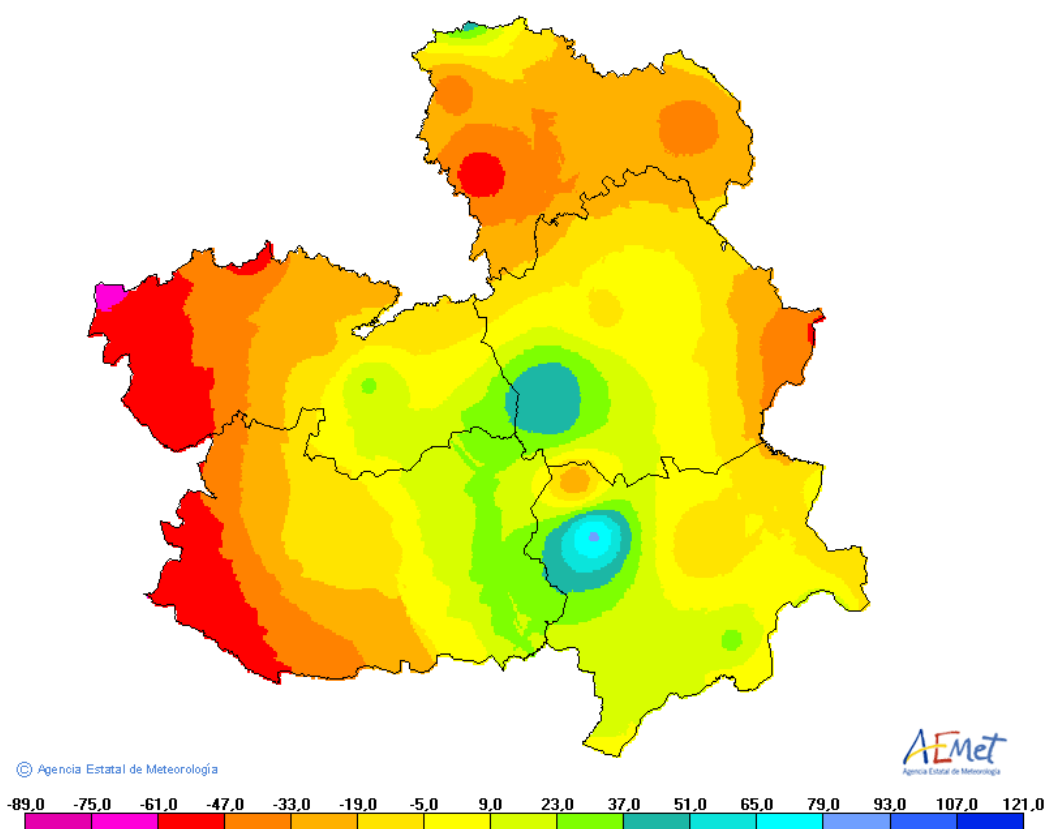 AEMet
Agencia Estatal de Meteorología
© Agencia Estatal de Meteorología
-89,0 -75,0 -61,0 -47,0 -33,0 -19,0 -5,0 9,0 23,0 37,0 51,0 65,0 79,0 93,0 107,0 121,0